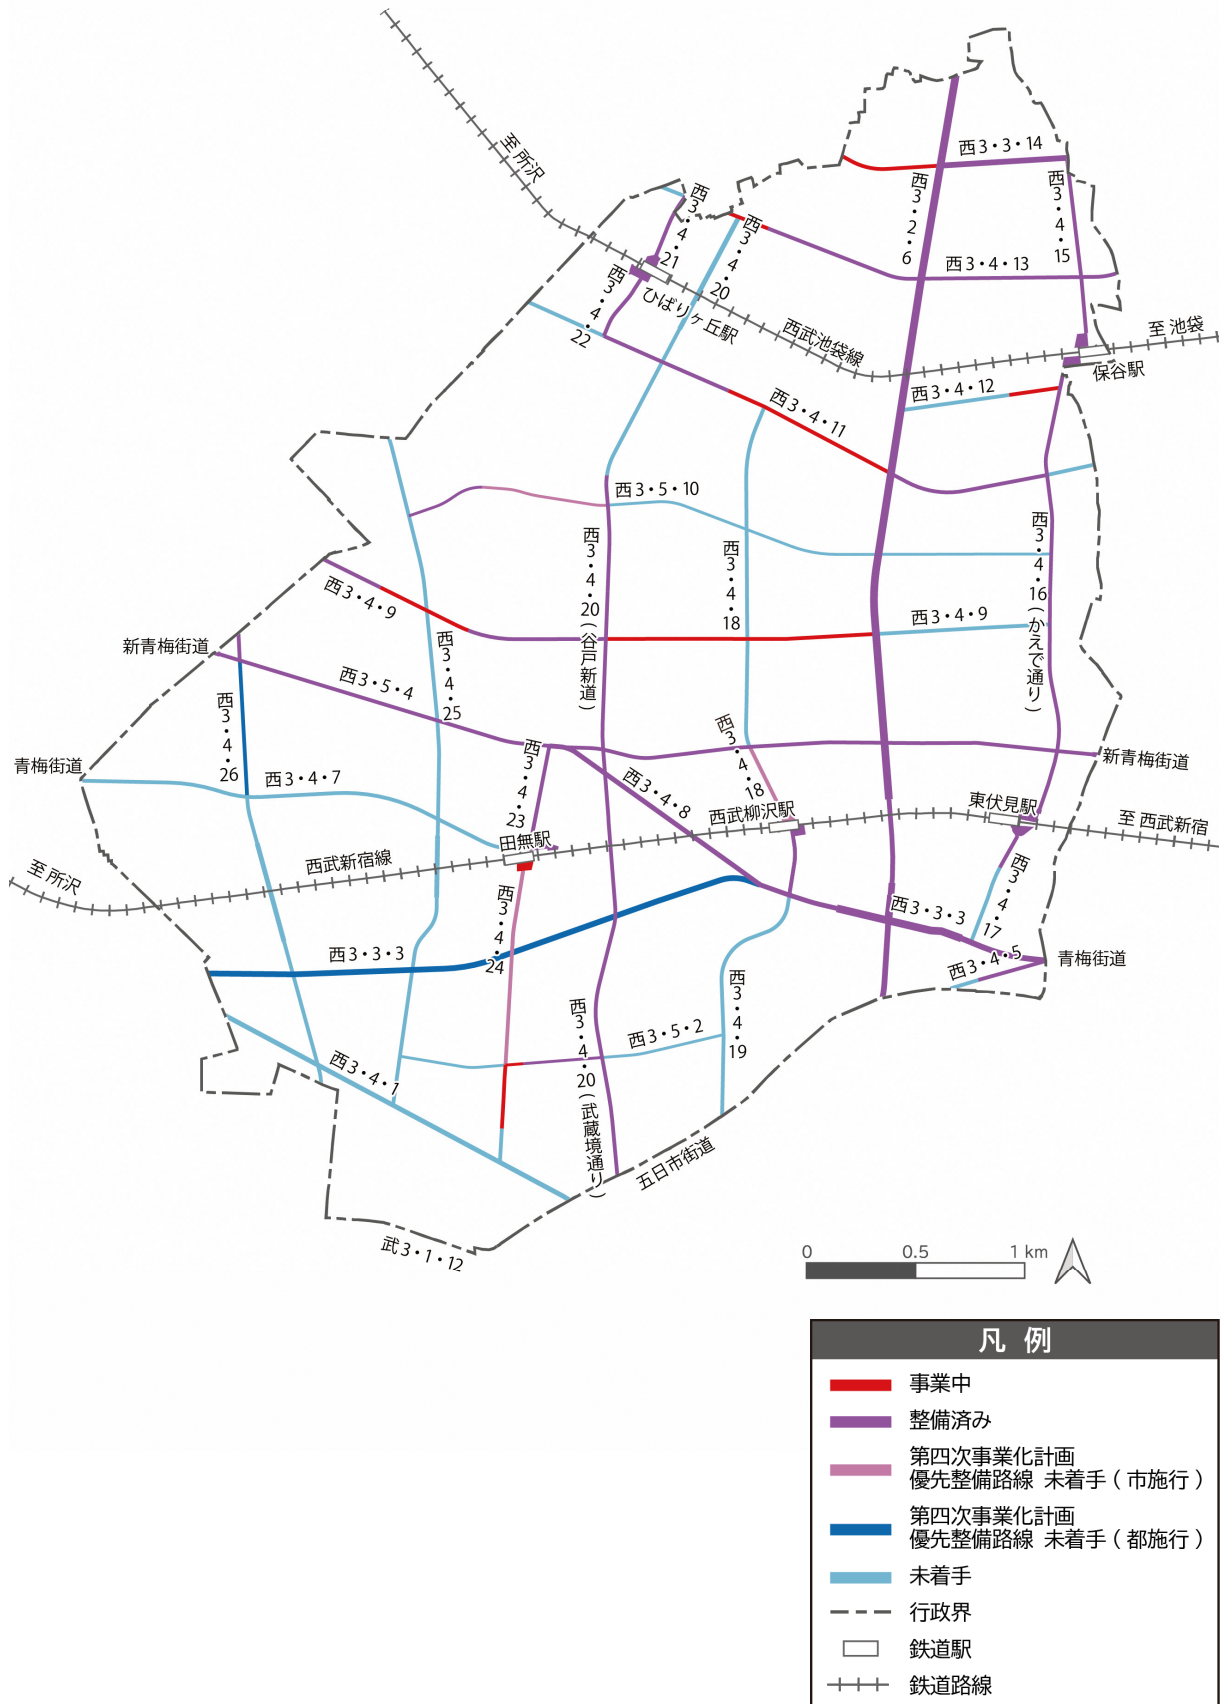 至 所沢
西3・3・14
西3・4・21
西3・2・6
西3・4・15
西3・4・20
西3・4・13
西3・4・22
ひばりヶ丘駅
西武池袋線
至 池袋
保谷駅
西3・4・12
西3・4・11
西3・5・10
西3・4・20(谷戸新道)
西3・4・18
西3・4・16(かえで通り)
西3・4・9
西3・4・9
新青梅街道
西3・4・25
西3・5・4
西3・4・26
青梅街道
西3・4・7
西3・4・23
西3・4・18
西3・4・8
新青梅街道
西武柳沢駅
東伏見駅
至 西武新宿
田無駅
西武新宿線
至 所沢
西3・4・17
西3・4・24
西3・3・3
西3・3・3
西3・4・5
青梅街道
西3・4・19
西3・4・20(武蔵境通り)
西3・5・2
西3・4・1
五日市街道
武3・1・12
0 0.5 1 km
凡 例
事業中
整備済み
第四次事業化計画
優先整備路線 未着手(市施行)
第四次事業化計画
優先整備路線 未着手(都施行)
未着手
行政界
鉄道駅
鉄道路線